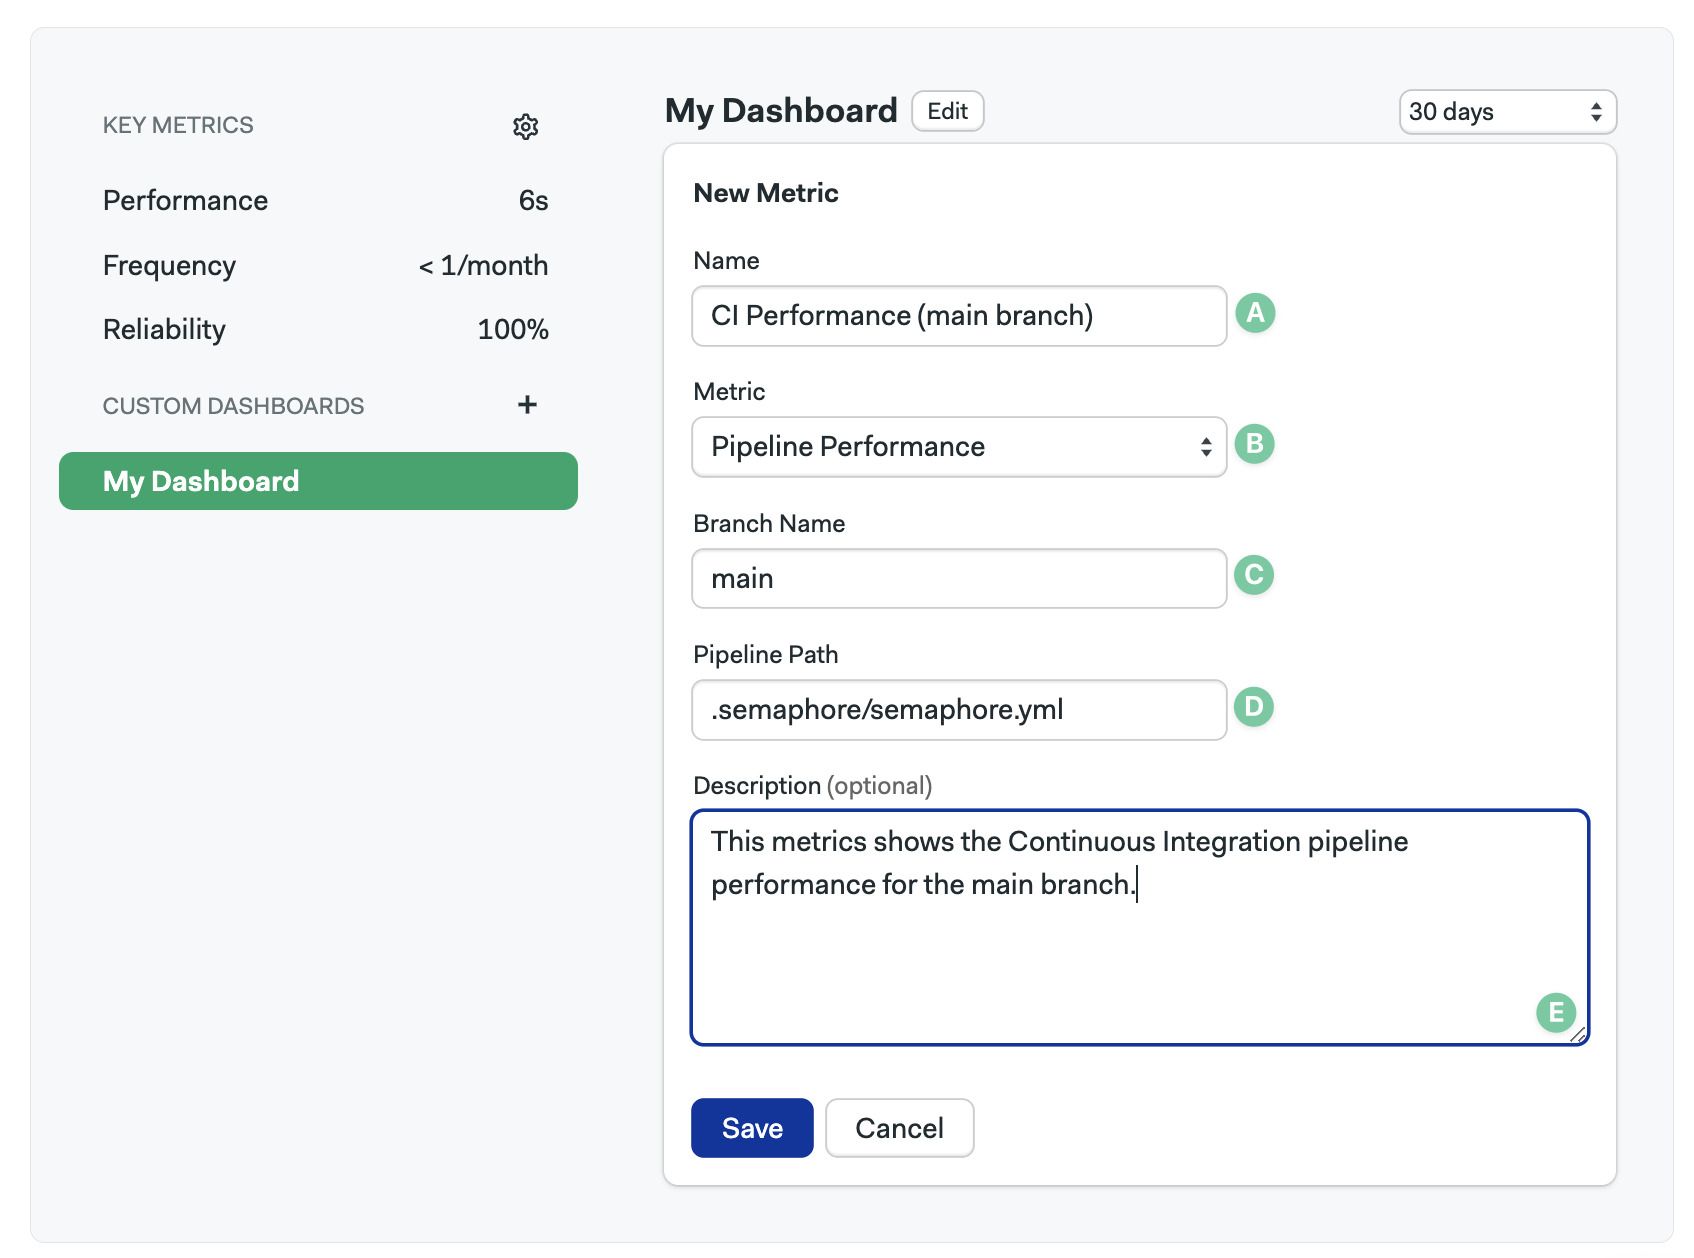 KEY METRICS
Performance 6s
Frequency < 1/month
Reliability 100%
CUSTOM DASHBOARDS +
My Dashboard
My Dashboard Edit 30 days
New Metric
Name
CI Performance (main branch) A
Metric
Pipeline Performance B
Branch Name
main C
Pipeline Path
.semaphore/semaphore.yml D
Description (optional)
This metrics shows the Continuous Integration pipeline
performance for the main branch.
E
Save Cancel